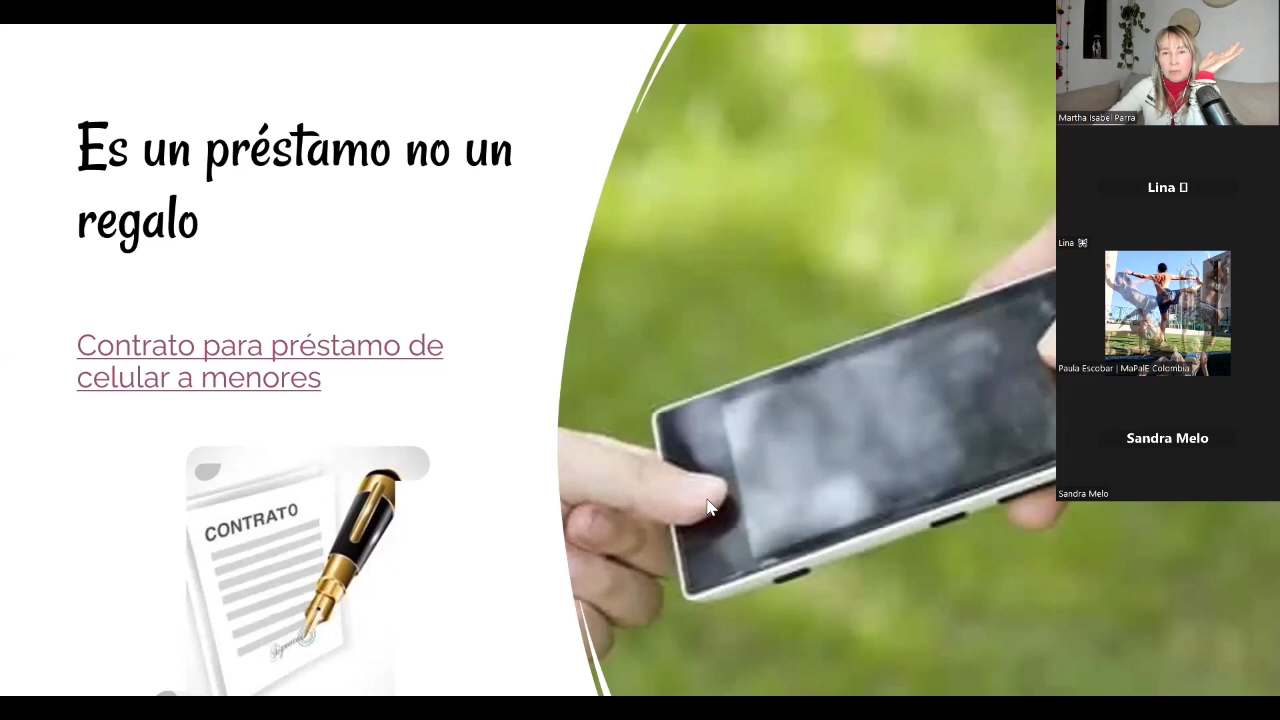 Es un préstamo no un
regalo
Contrato para préstamo de
celular a menores
CONTRATO
Martha Isabel Parra
Lina
Lina
Paula Escobar | MaPalE Colombia
Sandra Melo
Sandra Melo